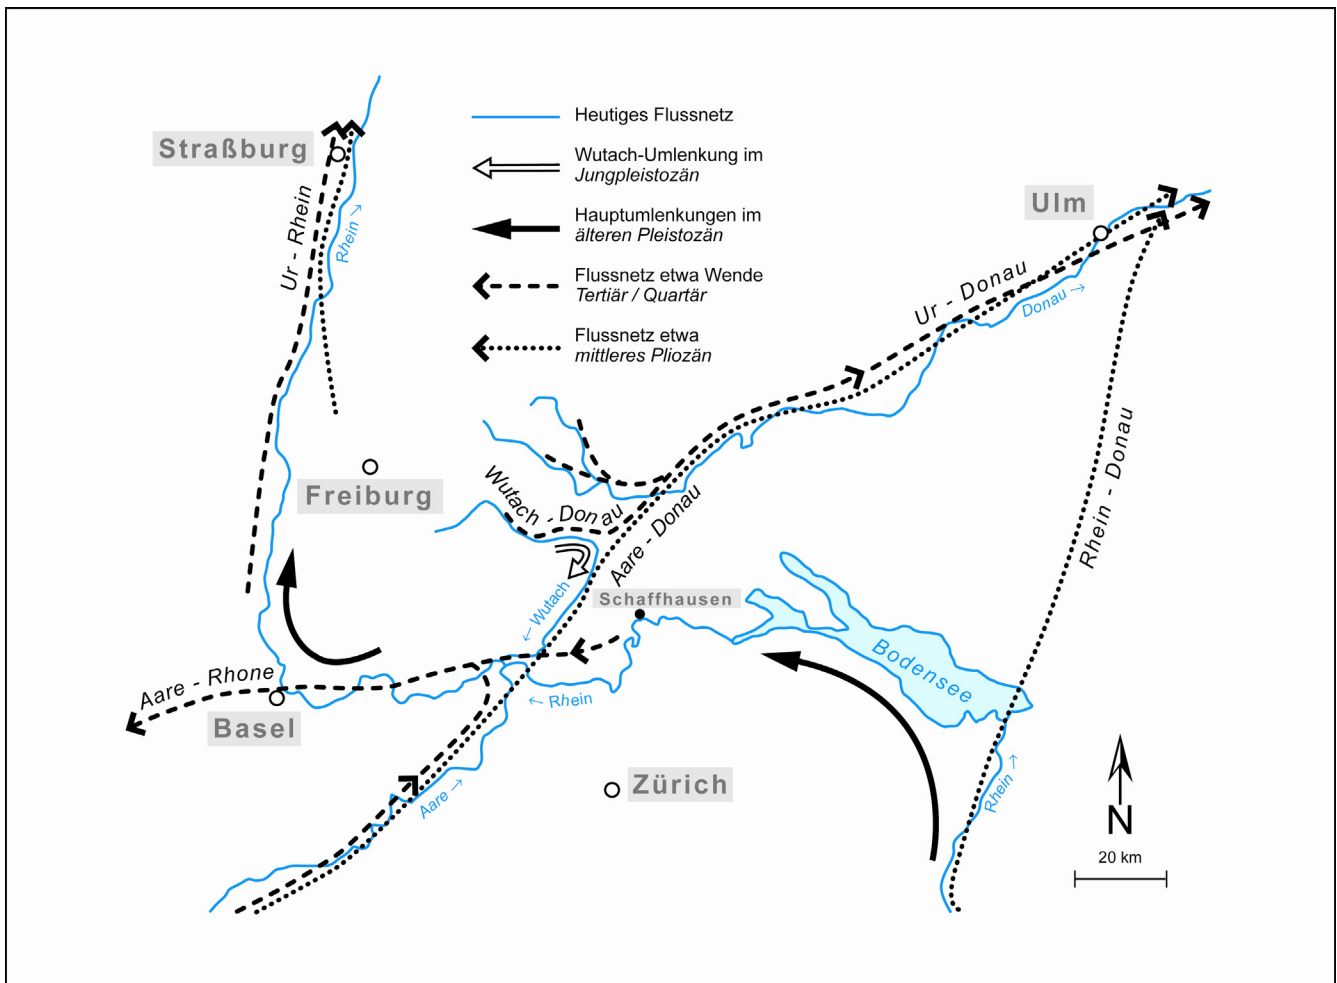 Heutiges Flussnetz
Wutach-Umlenkung im
Jungpleistozän
Hauptumlenkungen im
älteren Pleistozän
Flussnetz etwa Wende
Tertiär / Quartär
Flussnetz etwa
mittleres Pliozän
Straßburg
Ur - Rhein
Rhein →
Ulm
Ur - Donau
Donau →
Freiburg
Wutach - Donau
Aare - Donau
Rhein - Donau
← Wutach
Schaffhausen
Bodensee
Aare - Rhone
Basel
← Rhein
Zürich
Aare →
Rhein →
N
20 km